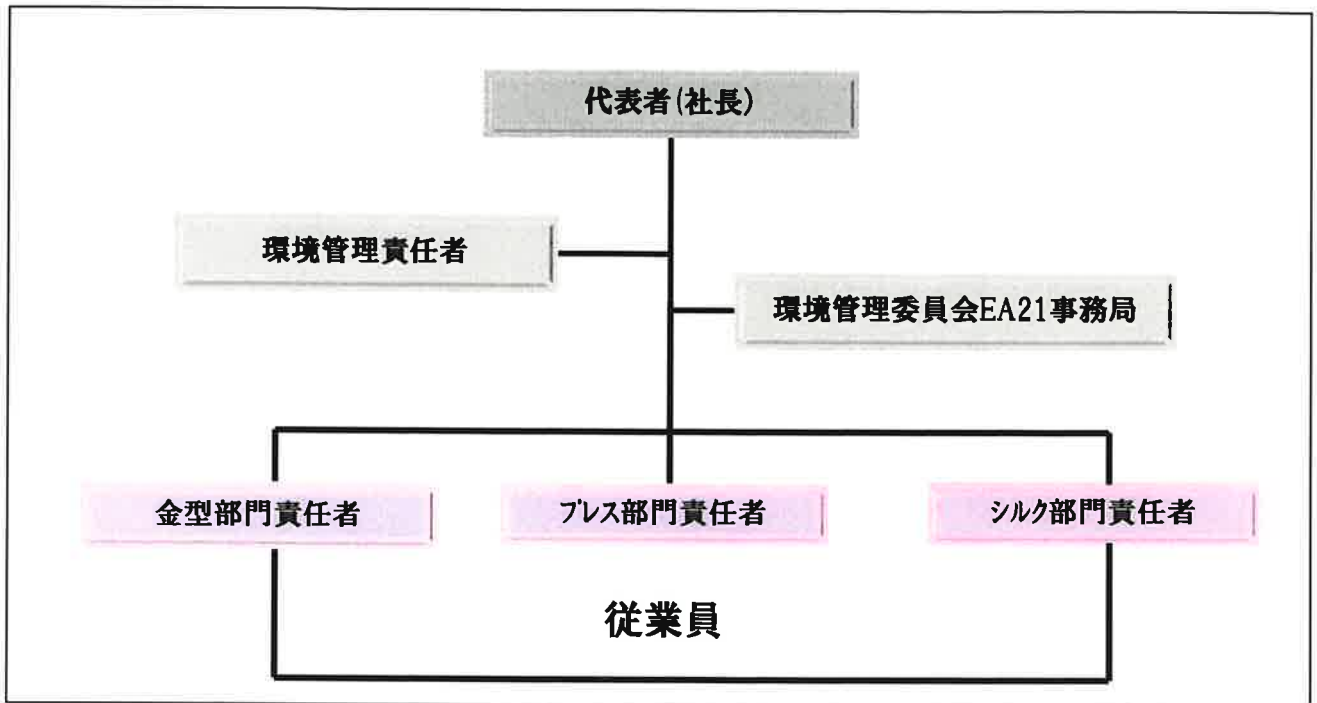 代表者(社長)
環境管理責任者
環境管理委員会EA21事務局
金型部門責任者
プレス部門責任者
シルク部門責任者
従業員